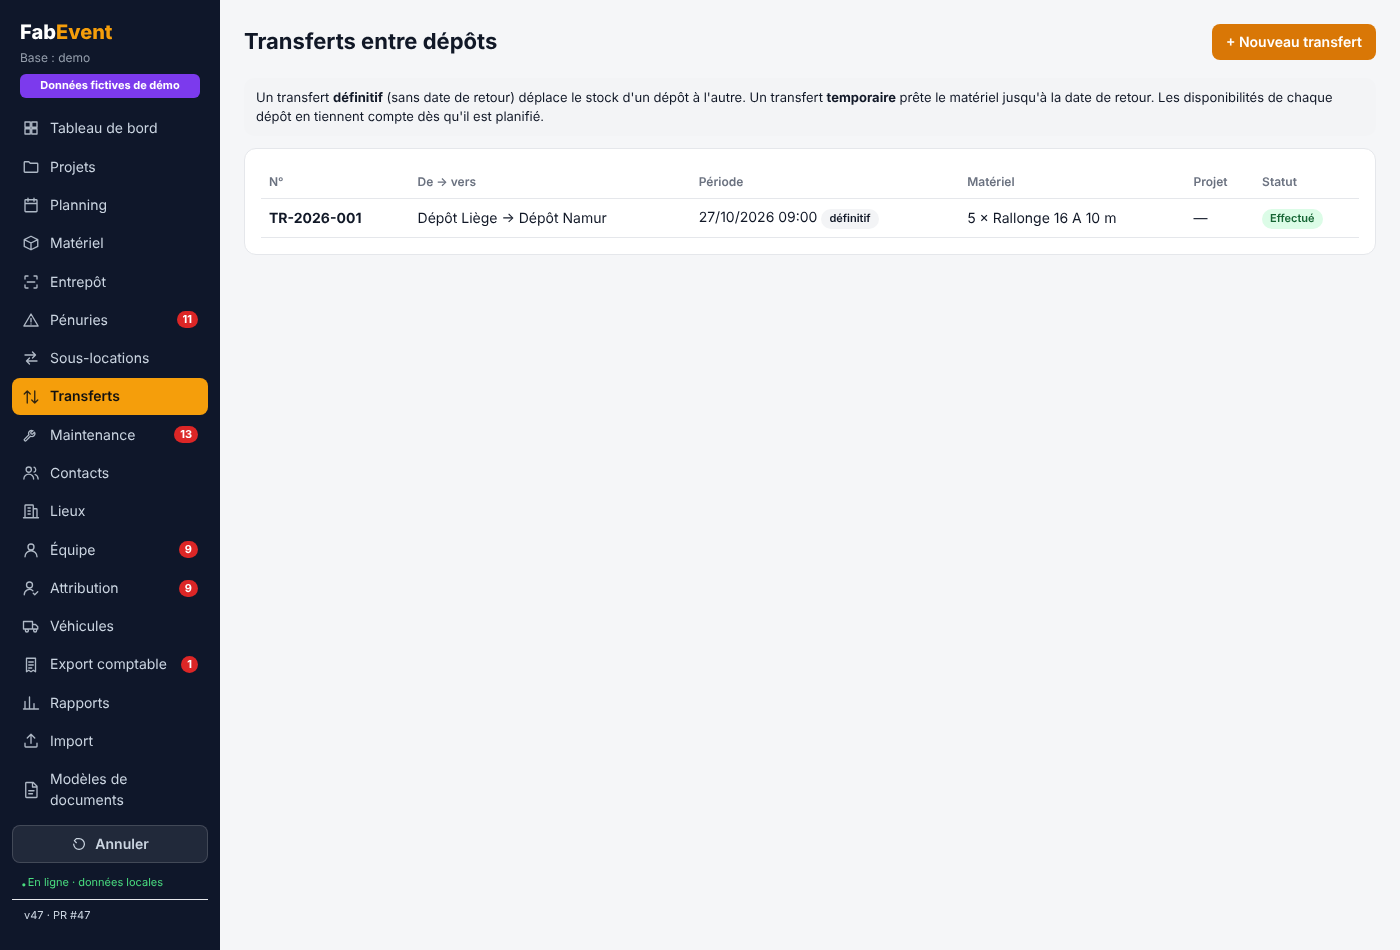 FabEvent
Base : demo
Données fictives de démo
Tableau de bord
Projets
Planning
Matériel
Entrepôt
Pénuries 11
Sous-locations
Transferts
Maintenance 13
Contacts
Lieux
Équipe 9
Attribution 9
Véhicules
Export comptable 1
Rapports
Import
Modèles de
documents
Annuler
En ligne · données locales
v47 · PR #47
Transferts entre dépôts
+ Nouveau transfert
Un transfert définitif (sans date de retour) déplace le stock d'un dépôt à l'autre. Un transfert temporaire prête le matériel jusqu'à la date de retour. Les disponibilités de chaque
dépôt en tiennent compte dès qu'il est planifié.
N° De → vers Période Matériel Projet Statut
TR-2026-001 Dépôt Liège → Dépôt Namur 27/10/2026 09:00 définitif 5 × Rallonge 16 A 10 m — Effectué